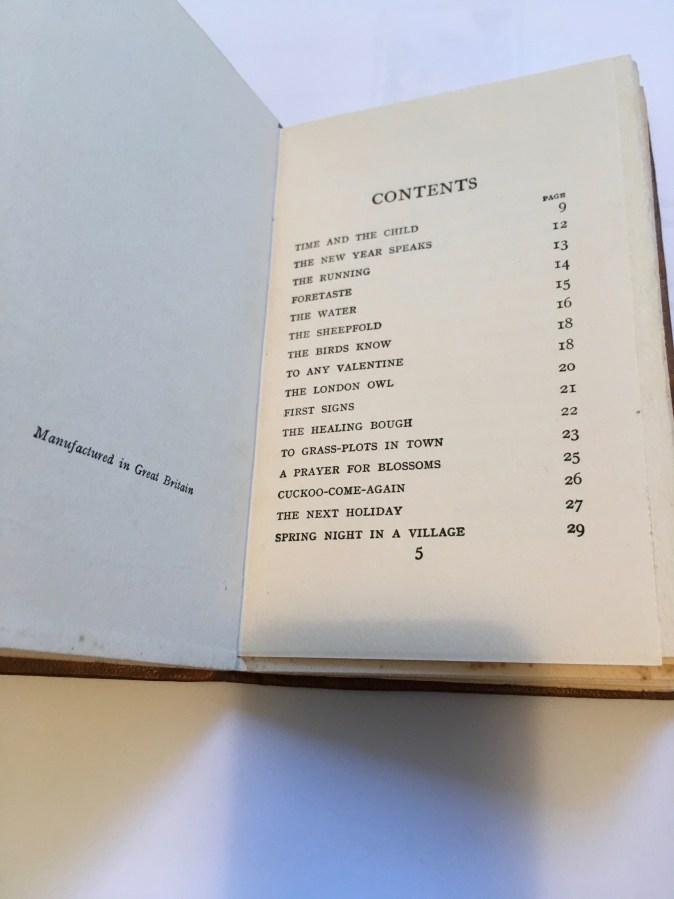 Manufactured in Great Britain
CONTENTS
PAGE
TIME AND THE CHILD 9
THE NEW YEAR SPEAKS 12
THE RUNNING 13
FORETASTE 14
THE WATER 15
THE SHEEPFOLD 16
THE BIRDS KNOW 18
TO ANY VALENTINE 18
THE LONDON OWL 20
FIRST SIGNS 21
THE HEALING BOUGH 22
TO GRASS-PLOTS IN TOWN 23
A PRAYER FOR BLOSSOMS 25
CUCKOO-COME-AGAIN 26
THE NEXT HOLIDAY 27
SPRING NIGHT IN A VILLAGE 29
5